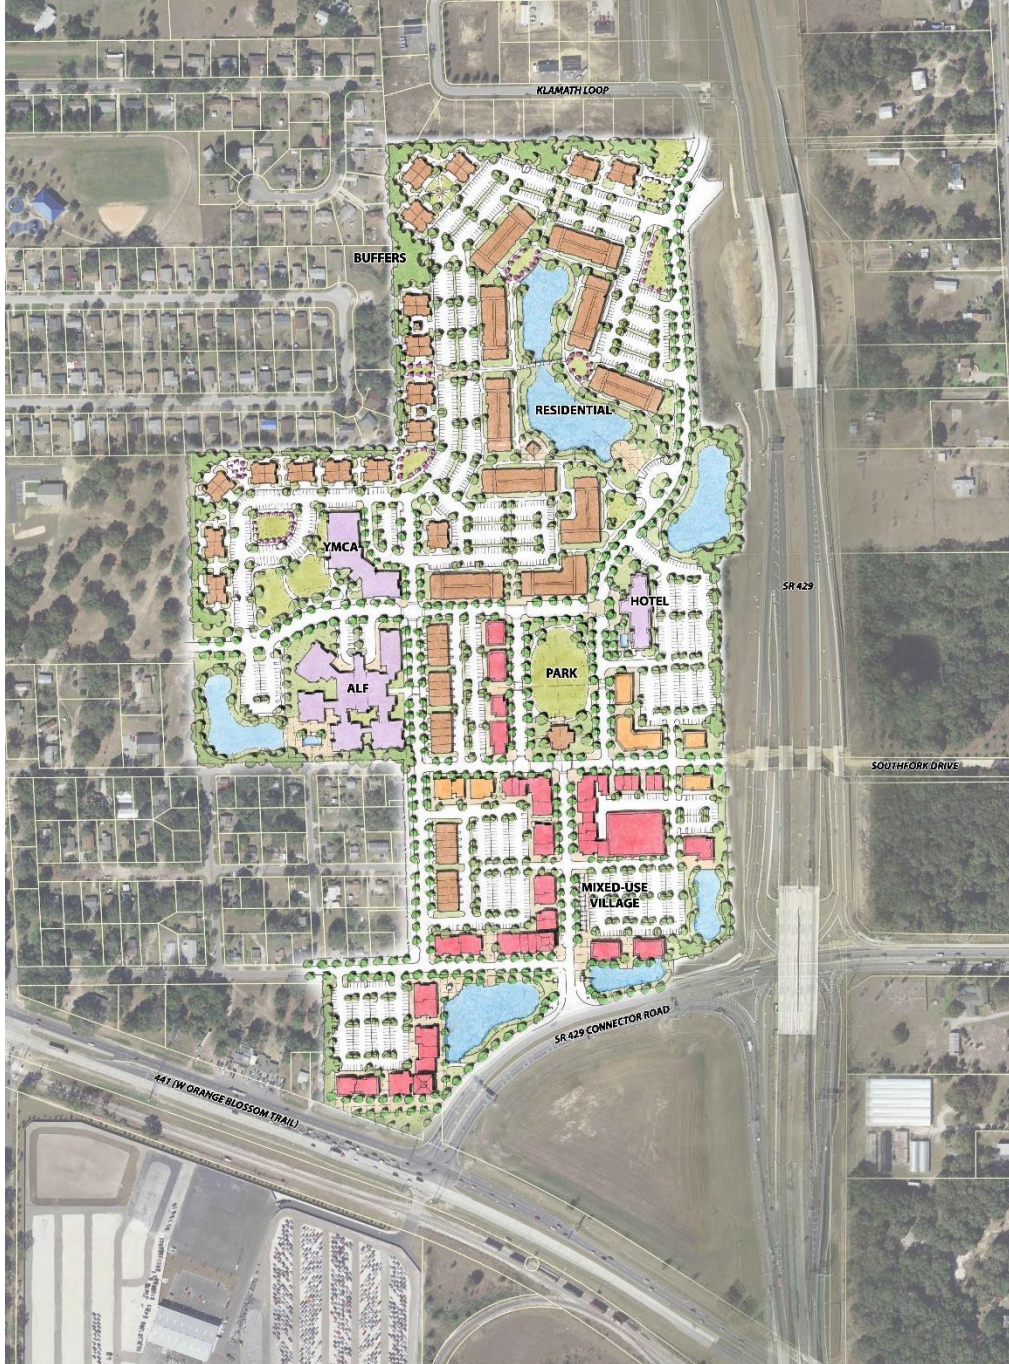 KLAMATH LOOP
BUFFERS
RESIDENTIAL
YMCA
SR 429
HOTEL
PARK
ALF
SOUTHFORK DRIVE
MIXED-USE
VILLAGE
SR 429 CONNECTOR ROAD
441 (W ORANGE BLOSSOM TRAIL)